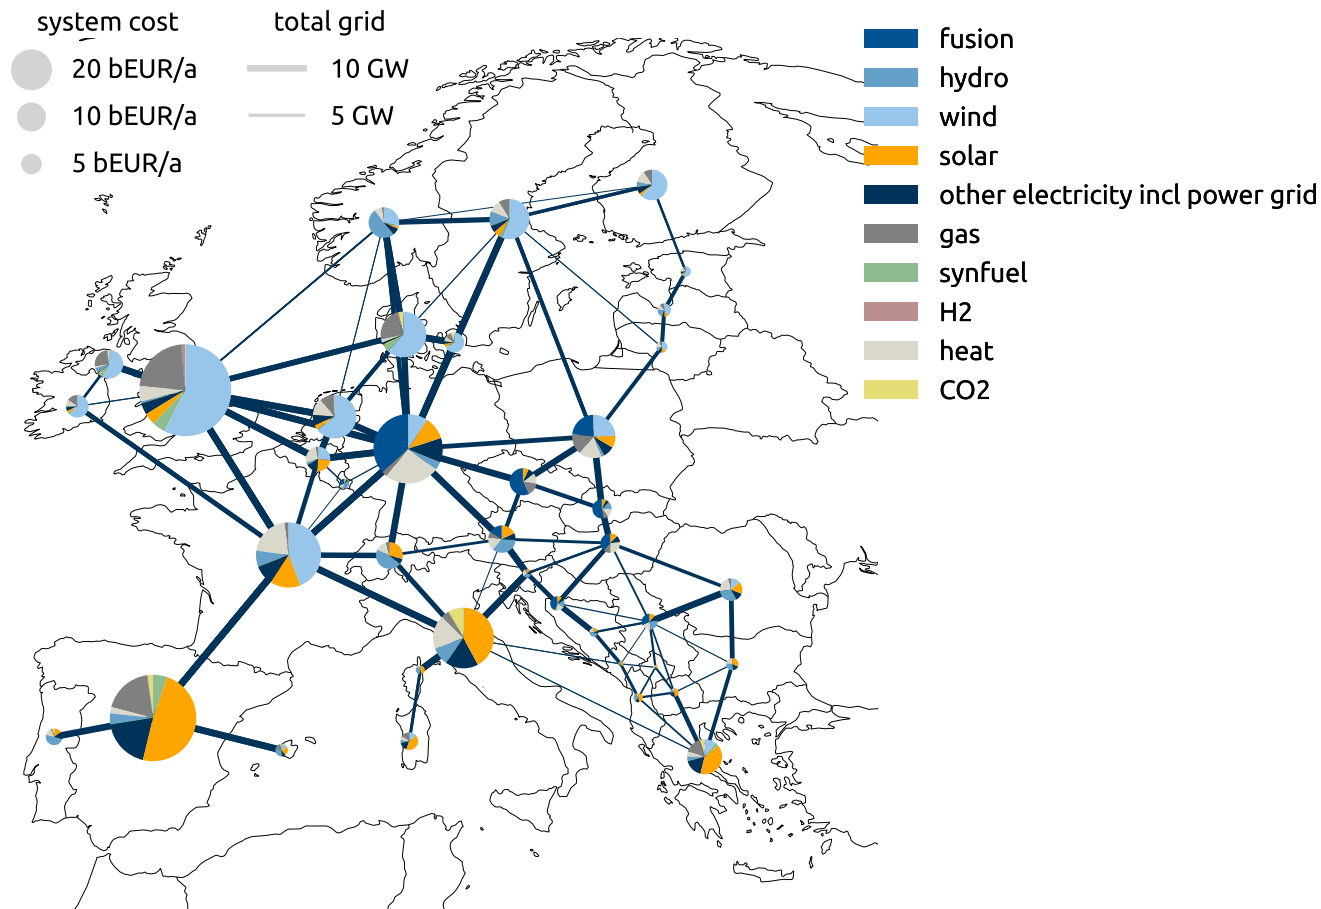 system cost
20 bEUR/a
10 bEUR/a
5 bEUR/a
total grid
10 GW
5 GW
fusion
hydro
wind
solar
other electricity incl power grid
gas
synfuel
H2
heat
CO2